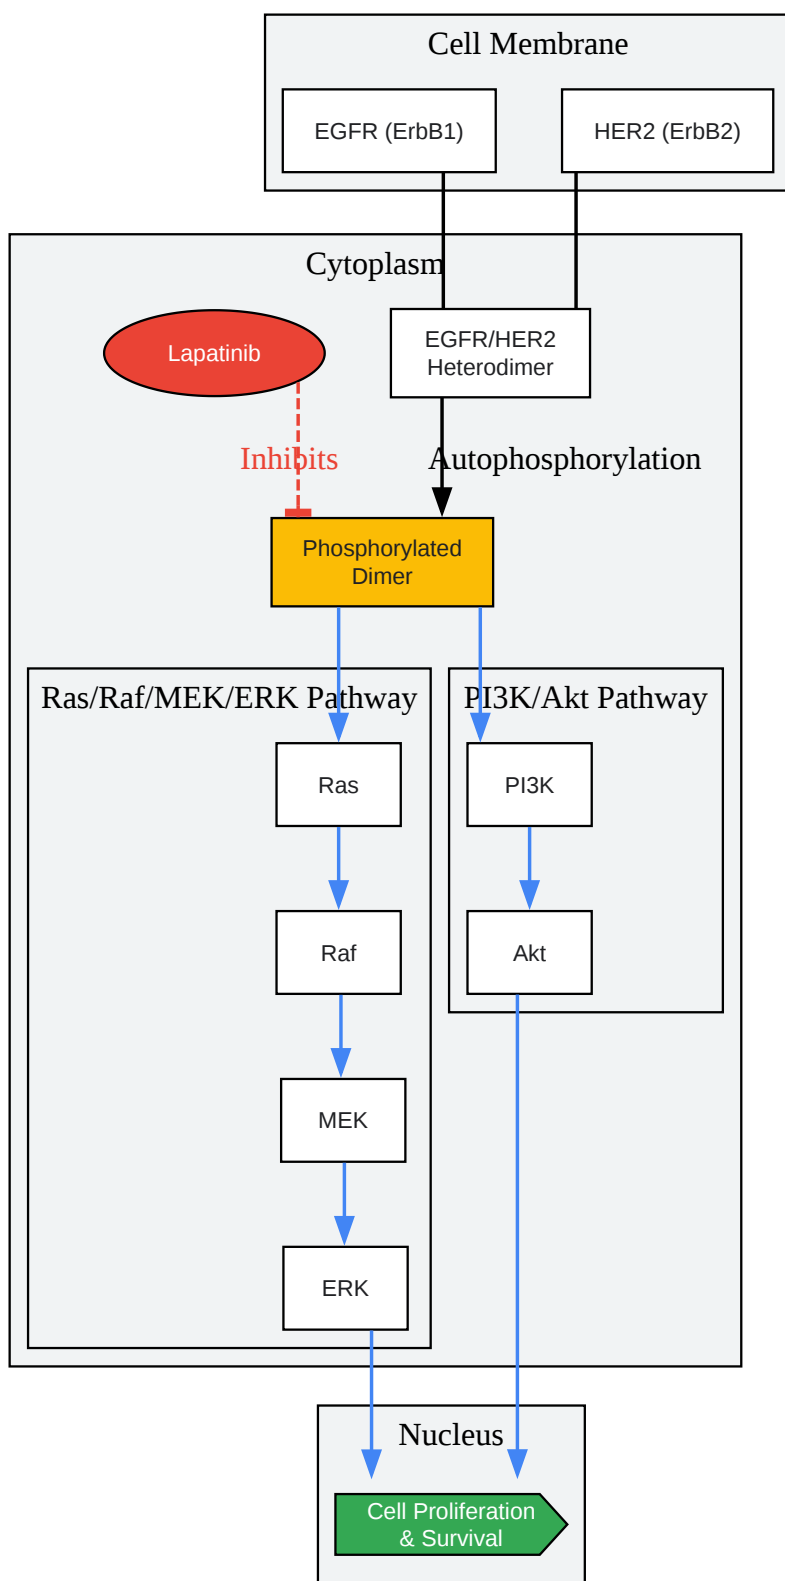 Cell Membrane
EGFR (ErbB1)
HER2 (ErbB2)
Cytoplasm
Lapatinib
EGFR/HER2
Heterodimer
Inhibits
Autophosphorylation
Phosphorylated
Dimer
Ras/Raf/MEK/ERK Pathway
PI3K/Akt Pathway
Ras
PI3K
Raf
Akt
MEK
ERK
Nucleus
Cell Proliferation
& Survival